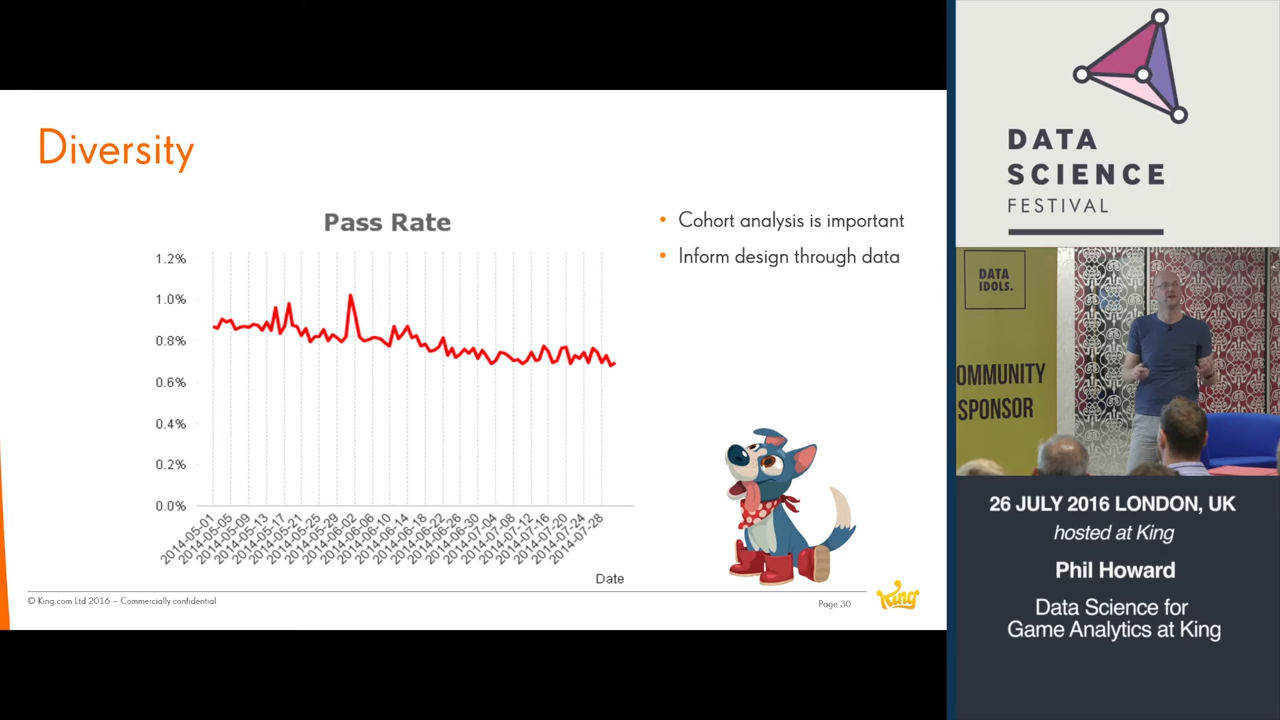 Diversity
Pass Rate
1.2%
1.0%
0.8%
0.6%
0.4%
0.2%
0.0%
2014-05-01
2014-05-05
2014-05-09
2014-05-13
2014-05-17
2014-05-21
2014-05-25
2014-05-29
2014-06-02
2014-06-06
2014-06-10
2014-06-14
2014-06-18
2014-06-22
2014-06-26
2014-06-30
2014-07-04
2014-07-08
2014-07-12
2014-07-16
2014-07-20
2014-07-24
2014-07-28
Date
• Cohort analysis is important
• Inform design through data
© King.com Ltd 2016 – Commercially confidential
Page 30
King
DATA
SCIENCE
FESTIVAL
DATA
IDOLS.
OMMUNITY
SPONSOR
26 JULY 2016 LONDON, UK
hosted at King
Phil Howard
Data Science for
Game Analytics at King